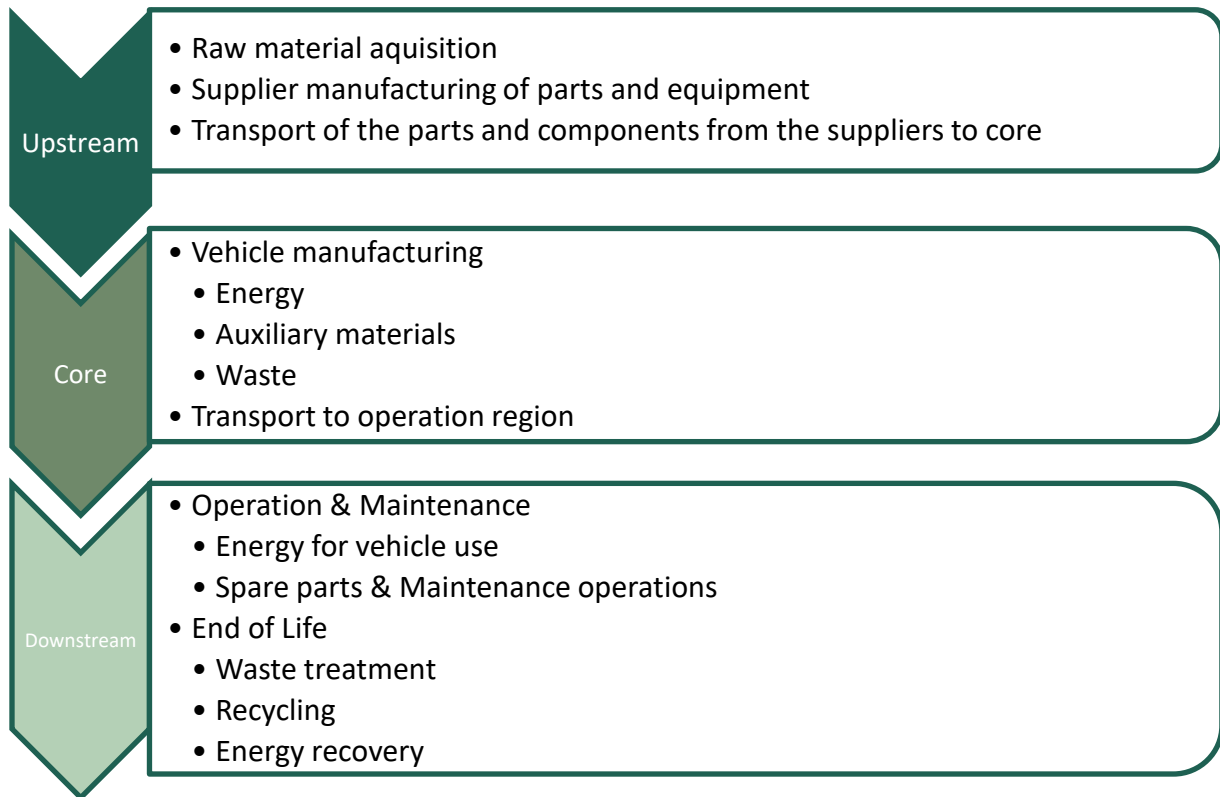 Upstream
• Raw material aquisition
• Supplier manufacturing of parts and equipment
• Transport of the parts and components from the suppliers to core
Core
• Vehicle manufacturing
• Energy
• Auxiliary materials
• Waste
• Transport to operation region
Downstream
• Operation & Maintenance
• Energy for vehicle use
• Spare parts & Maintenance operations
• End of Life
• Waste treatment
• Recycling
• Energy recovery